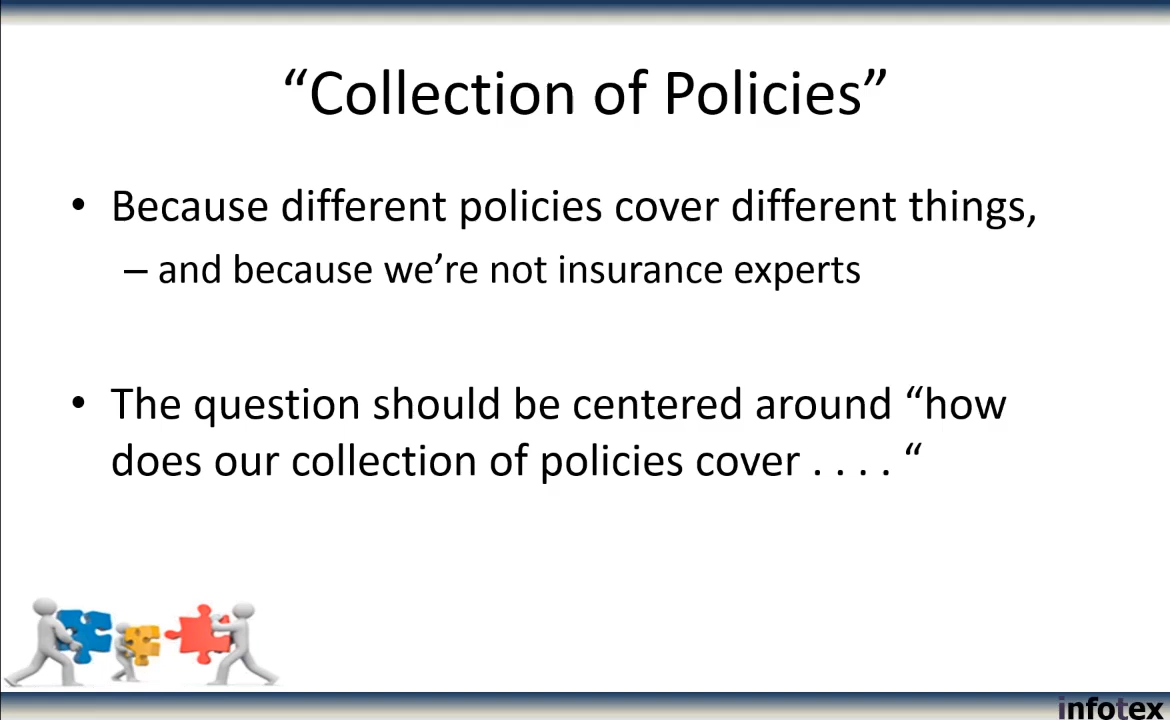 “Collection of Policies”
• Because different policies cover different things,
– and because we’re not insurance experts
• The question should be centered around “how
does our collection of policies cover . . . . “
infotex